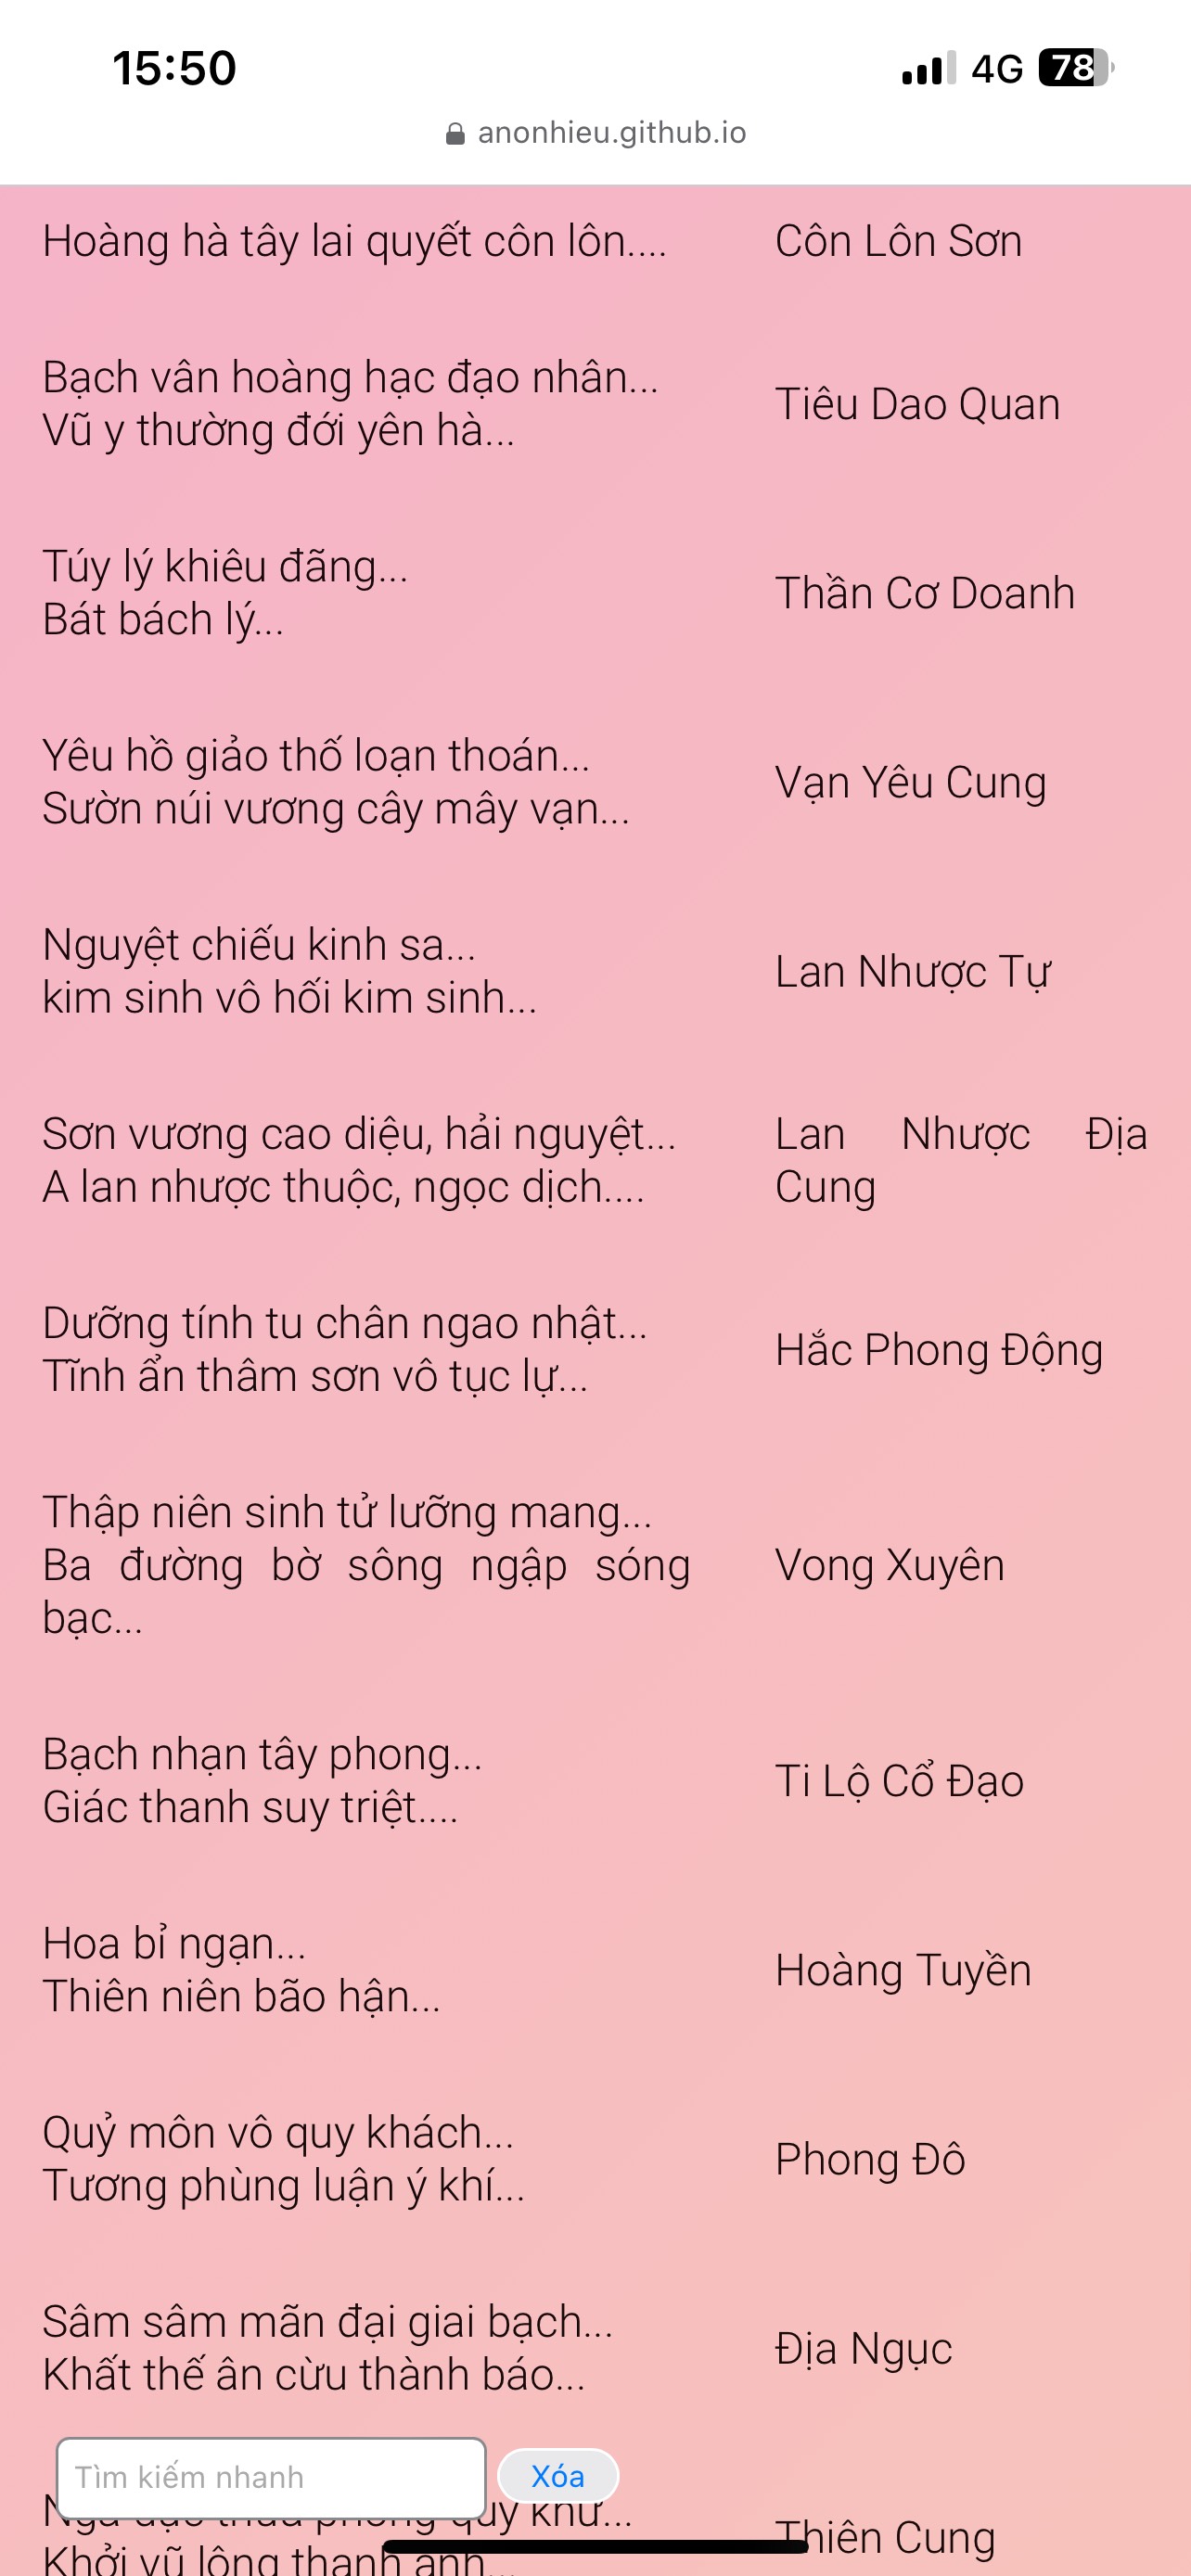 15:50
4G 78
anonhieu.github.io
Hoàng hà tây lai quyết côn lôn....
Côn Lôn Sơn
Bạch vân hoàng hạc đạo nhân...
Vũ y thường đới yên hà...
Tiêu Dao Quan
Túy lý khiêu đãng...
Bát bách lý...
Thần Cơ Doanh
Yêu hồ giảo thố loạn thoán...
Sườn núi vương cây mây vạn...
Vạn Yêu Cung
Nguyệt chiếu kinh sa...
kim sinh vô hối kim sinh...
Lan Nhược Tự
Sơn vương cao diệu, hải nguyệt...
A lan nhược thuộc, ngọc dịch....
Lan Nhược Địa
Cung
Dưỡng tính tu chân ngao nhật...
Tĩnh ẩn thâm sơn vô tục lự...
Hắc Phong Động
Thập niên sinh tử lưỡng mang...
Ba đường bờ sông ngập sóng
bạc...
Vong Xuyên
Bạch nhạn tây phong...
Giác thanh suy triệt....
Ti Lộ Cổ Đạo
Hoa bỉ ngạn...
Thiên niên bão hận...
Hoàng Tuyền
Quỷ môn vô quy khách...
Tương phùng luận ý khí...
Phong Đô
Sâm sâm mãn đại giai bạch...
Khất thế ân cừu thành báo...
Địa Ngục
Tìm kiếm nhanh
Xóa
quy khứ...
Khởi vũ lộng thanh ảnh...
Thiên Cung